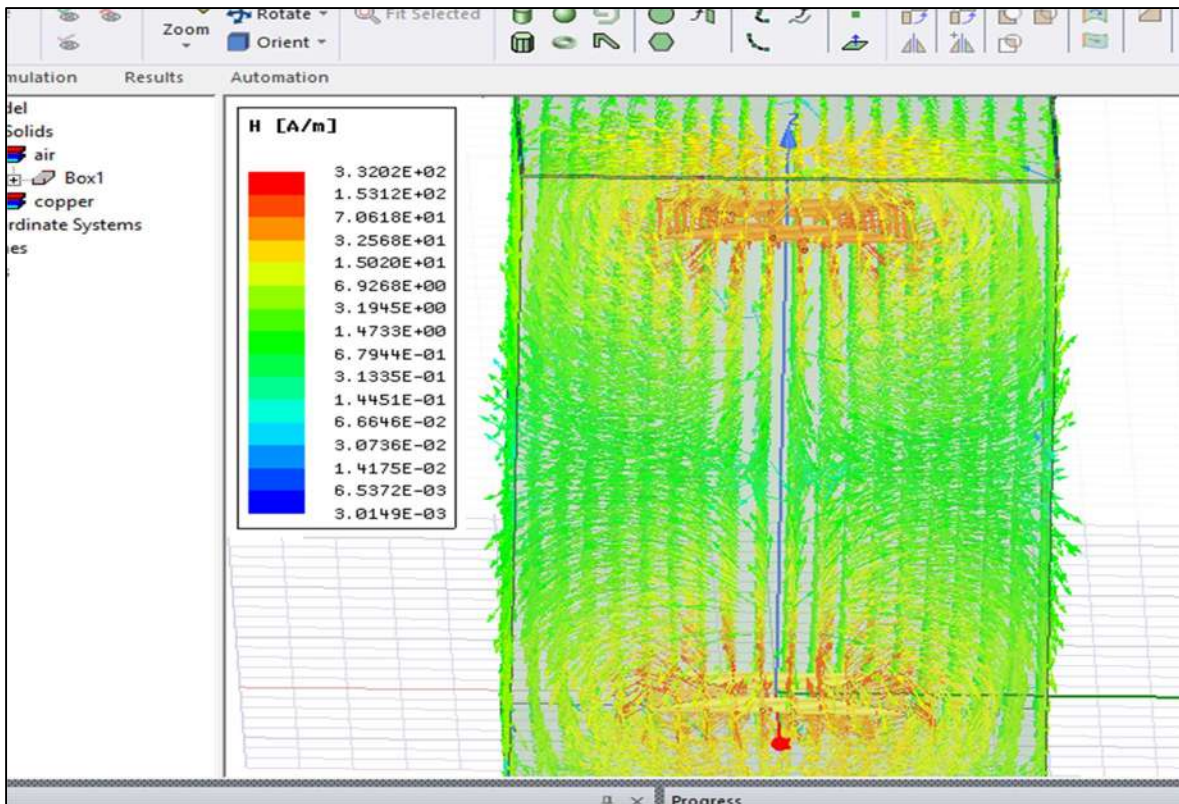 Rotate
Zoom
Orient
Fit Selected
mulation Results Automation
del
Solids
air
Box1
copper
rdinate Systems
nes
H [A/m]
3.3202E+02
1.5312E+02
7.0618E+01
3.2568E+01
1.5020E+01
6.9268E+00
3.1945E+00
1.4733E+00
6.7944E-01
3.1335E-01
1.4451E-01
6.6646E-02
3.0736E-02
1.4175E-02
6.5372E-03
3.0149E-03
Z
Progress